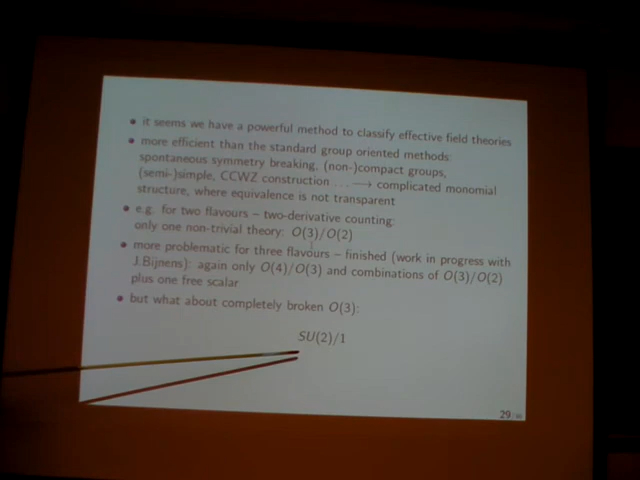 • it seems we have a powerful method to classify effective field theories
• more efficient than the standard group oriented methods:
spontaneous symmetry breaking, (non-)compact groups,
(semi-)simple, CCWZ construction ... ⟶ complicated monomial
structure, where equivalence is not transparent
• e.g. for two flavours – two-derivative counting:
only one non-trivial theory: O(3)/O(2)
• more problematic for three flavours – finished (work in progress with
J.Bijnens): again only O(4)/O(3) and combinations of O(3)/O(2)
plus one free scalar
• but what about completely broken O(3):
SU(2)/1
29